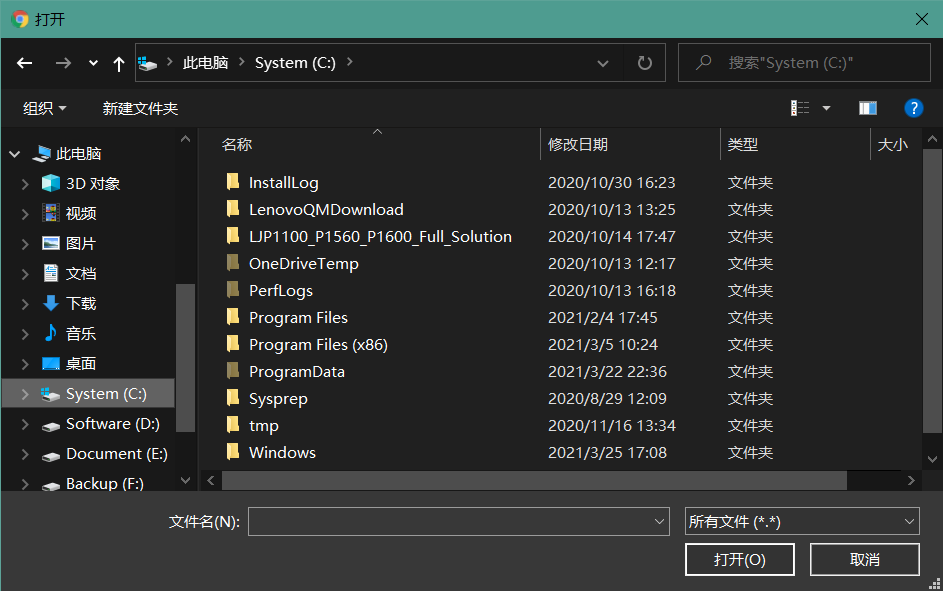 打开
此电脑 System (C:)
搜索"System (C:)"
组织 新建文件夹
名称 修改日期 类型 大小
此电脑
3D 对象
视频
图片
文档
下载
音乐
桌面
System (C:)
Software (D:)
Document (E:)
Backup (F:)
InstallLog 2020/10/30 16:23 文件夹
LenovoQMDownload 2020/10/13 13:25 文件夹
LJP1100_P1560_P1600_Full_Solution 2020/10/14 17:47 文件夹
OneDriveTemp 2020/10/13 12:17 文件夹
PerfLogs 2020/10/13 16:18 文件夹
Program Files 2021/2/4 17:45 文件夹
Program Files (x86) 2021/3/5 10:24 文件夹
ProgramData 2021/3/22 22:36 文件夹
Sysprep 2020/8/29 12:09 文件夹
tmp 2020/11/16 13:34 文件夹
Windows 2021/3/25 17:08 文件夹
文件名(N): 所有文件 (*.*)
打开(O) 取消